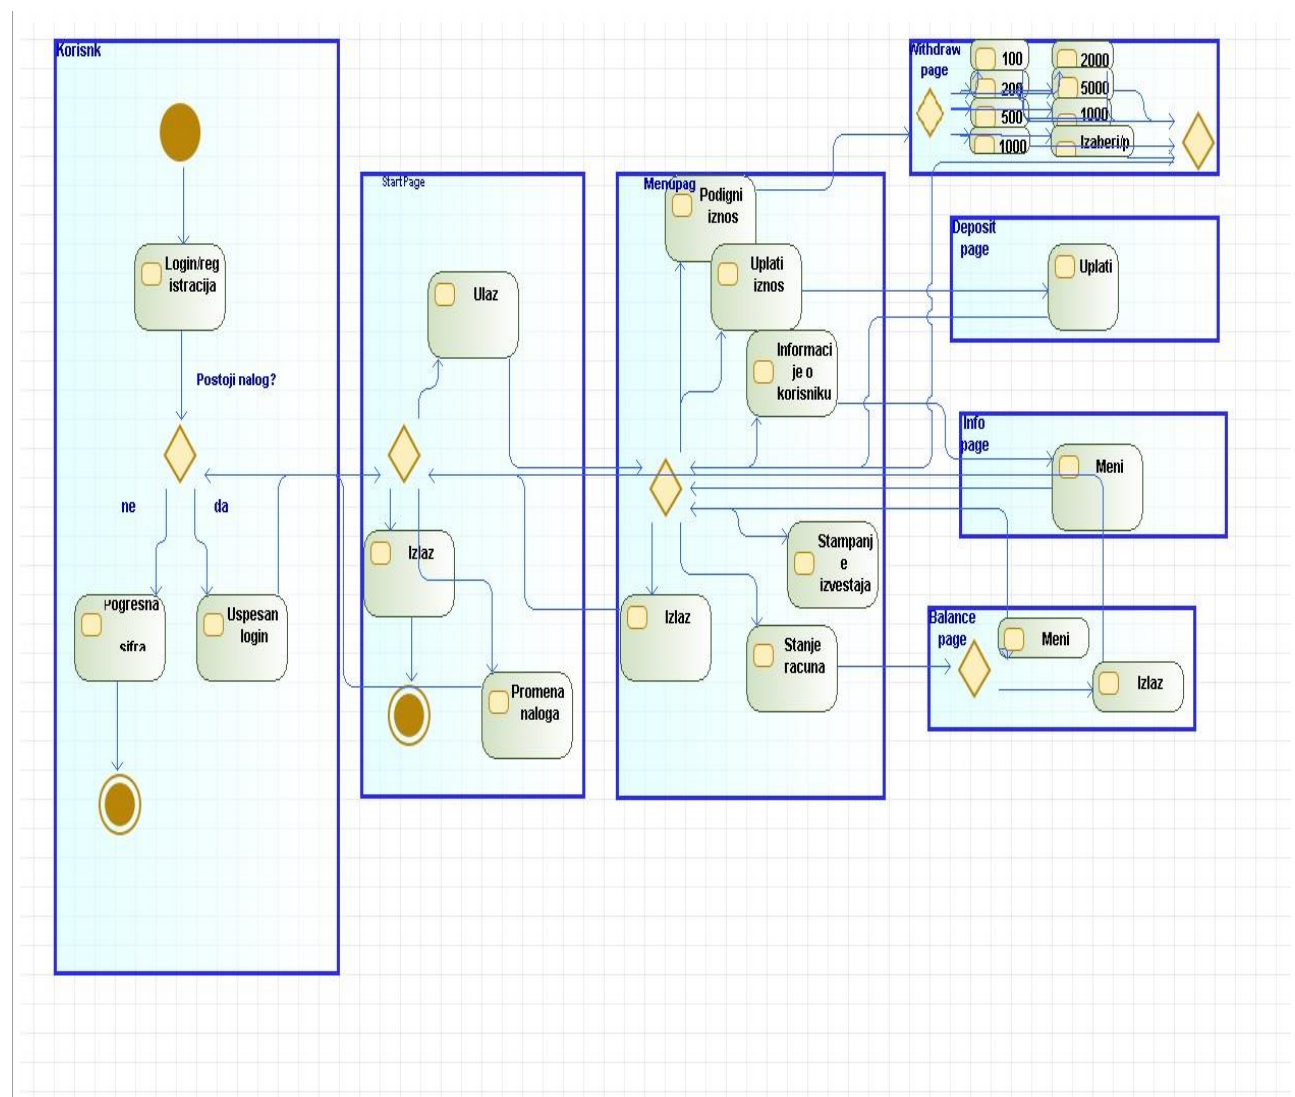 Korisnk
Login/reg
istracija
Postoji nalog?
ne
da
Pogresna
sifra
Uspesan
login
StartPage
Ulaz
Izlaz
Promena
naloga
Menupag
Podigni
iznos
Uplati
iznos
Informaci
je o
korisniku
Stampanj
e
izvestaja
Izlaz
Stanje
racuna
Withdraw
page
100
200
500
1000
2000
5000
1000
Izaberi/p
Deposit
page
Uplati
Info
page
Meni
Balance
page
Meni
Izlaz